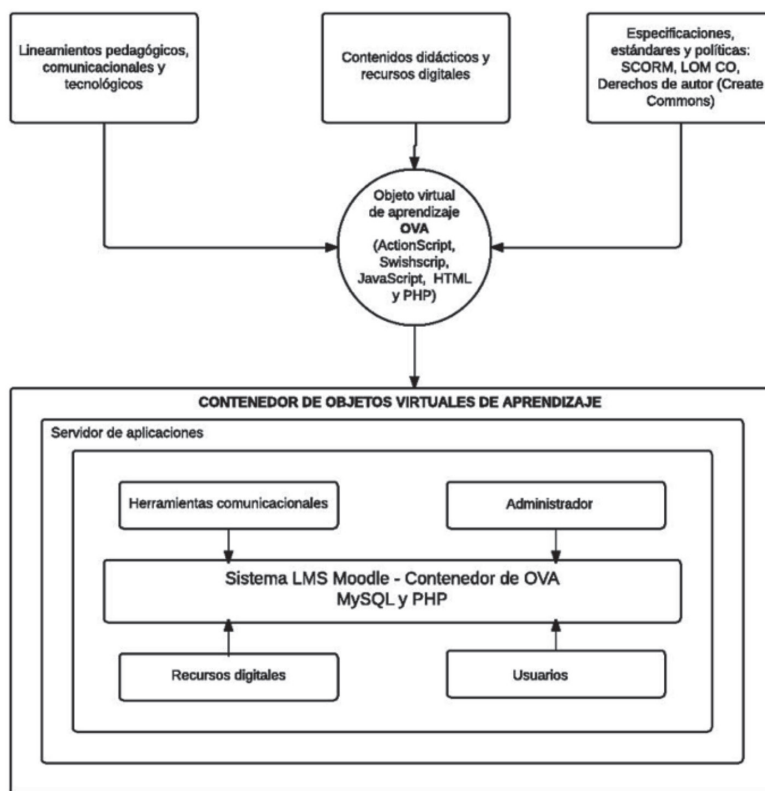 Lineamientos pedagógicos,
comunicacionales y
tecnológicos
Contenidos didácticos y
recursos digitales
Especificaciones,
estándares y políticas:
SCORM, LOM CO,
Derechos de autor (Create
Commons)
Objeto virtual
de aprendizaje
OVA
(ActionScript,
Swishscrip,
JavaScript, HTML
y PHP)
CONTENEDOR DE OBJETOS VIRTUALES DE APRENDIZAJE
Servidor de aplicaciones
Herramientas comunicacionales
Administrador
Sistema LMS Moodle - Contenedor de OVA
MySQL y PHP
Recursos digitales
Usuarios